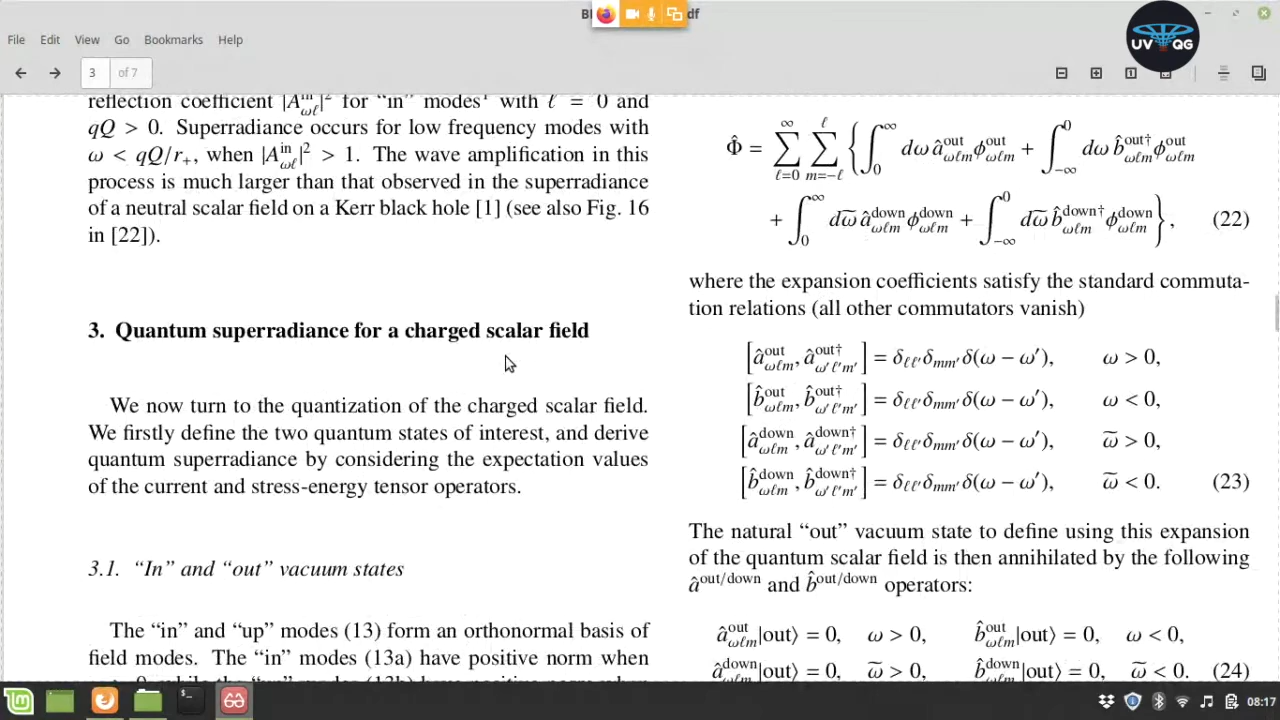 Bl df
UV QG
File Edit View Go Bookmarks Help
3 of 7
reflection coefficient |A^in_ωℓ|² for “in” modes¹ with ℓ = 0 and
qQ > 0. Superradiance occurs for low frequency modes with
ω < qQ/r₊, when |A^in_ωℓ|² > 1. The wave amplification in this
process is much larger than that observed in the superradiance
of a neutral scalar field on a Kerr black hole [1] (see also Fig. 16
in [22]).
3. Quantum superradiance for a charged scalar field
We now turn to the quantization of the charged scalar field.
We firstly define the two quantum states of interest, and derive
quantum superradiance by considering the expectation values
of the current and stress-energy tensor operators.
3.1. “In” and “out” vacuum states
The “in” and “up” modes (13) form an orthonormal basis of
field modes. The “in” modes (13a) have positive norm when
Φ̂ = ∑_{ℓ=0}^{∞} ∑_{m=−ℓ}^{ℓ} { ∫_0^∞ dω â^out_ωℓm ϕ^out_ωℓm + ∫_{−∞}^0 dω b̂^out†_ωℓm ϕ^out_ωℓm
+ ∫_0^∞ dω̃ â^down_ωℓm ϕ^down_ωℓm + ∫_{−∞}^0 dω̃ b̂^down†_ωℓm ϕ^down_ωℓm } , (22)
where the expansion coefficients satisfy the standard commuta-
tion relations (all other commutators vanish)
[â^out_ωℓm, â^out†_ω′ℓ′m′] = δ_ℓℓ′ δ_mm′ δ(ω − ω′), ω > 0,
[b̂^out_ωℓm, b̂^out†_ω′ℓ′m′] = δ_ℓℓ′ δ_mm′ δ(ω − ω′), ω < 0,
[â^down_ωℓm, â^down†_ω′ℓ′m′] = δ_ℓℓ′ δ_mm′ δ(ω − ω′), ω̃ > 0,
[b̂^down_ωℓm, b̂^down†_ω′ℓ′m′] = δ_ℓℓ′ δ_mm′ δ(ω − ω′), ω̃ < 0. (23)
The natural “out” vacuum state to define using this expansion
of the quantum scalar field is then annihilated by the following
â^out/down and b̂^out/down operators:
â^out_ωℓm|out⟩ = 0, ω > 0, b̂^out_ωℓm|out⟩ = 0, ω < 0,
â^down_ωℓm|out⟩ = 0, ω̃ > 0, b̂^down_ωℓm|out⟩ = 0, ω̃ < 0. (24)
08:17